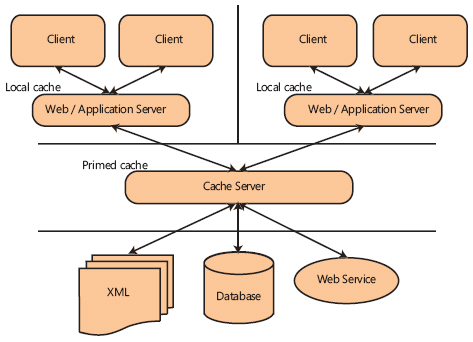 Client
Client
Client
Client
Local cache
Local cache
Web / Application Server
Web / Application Server
Primed cache
Cache Server
XML
Database
Web Service